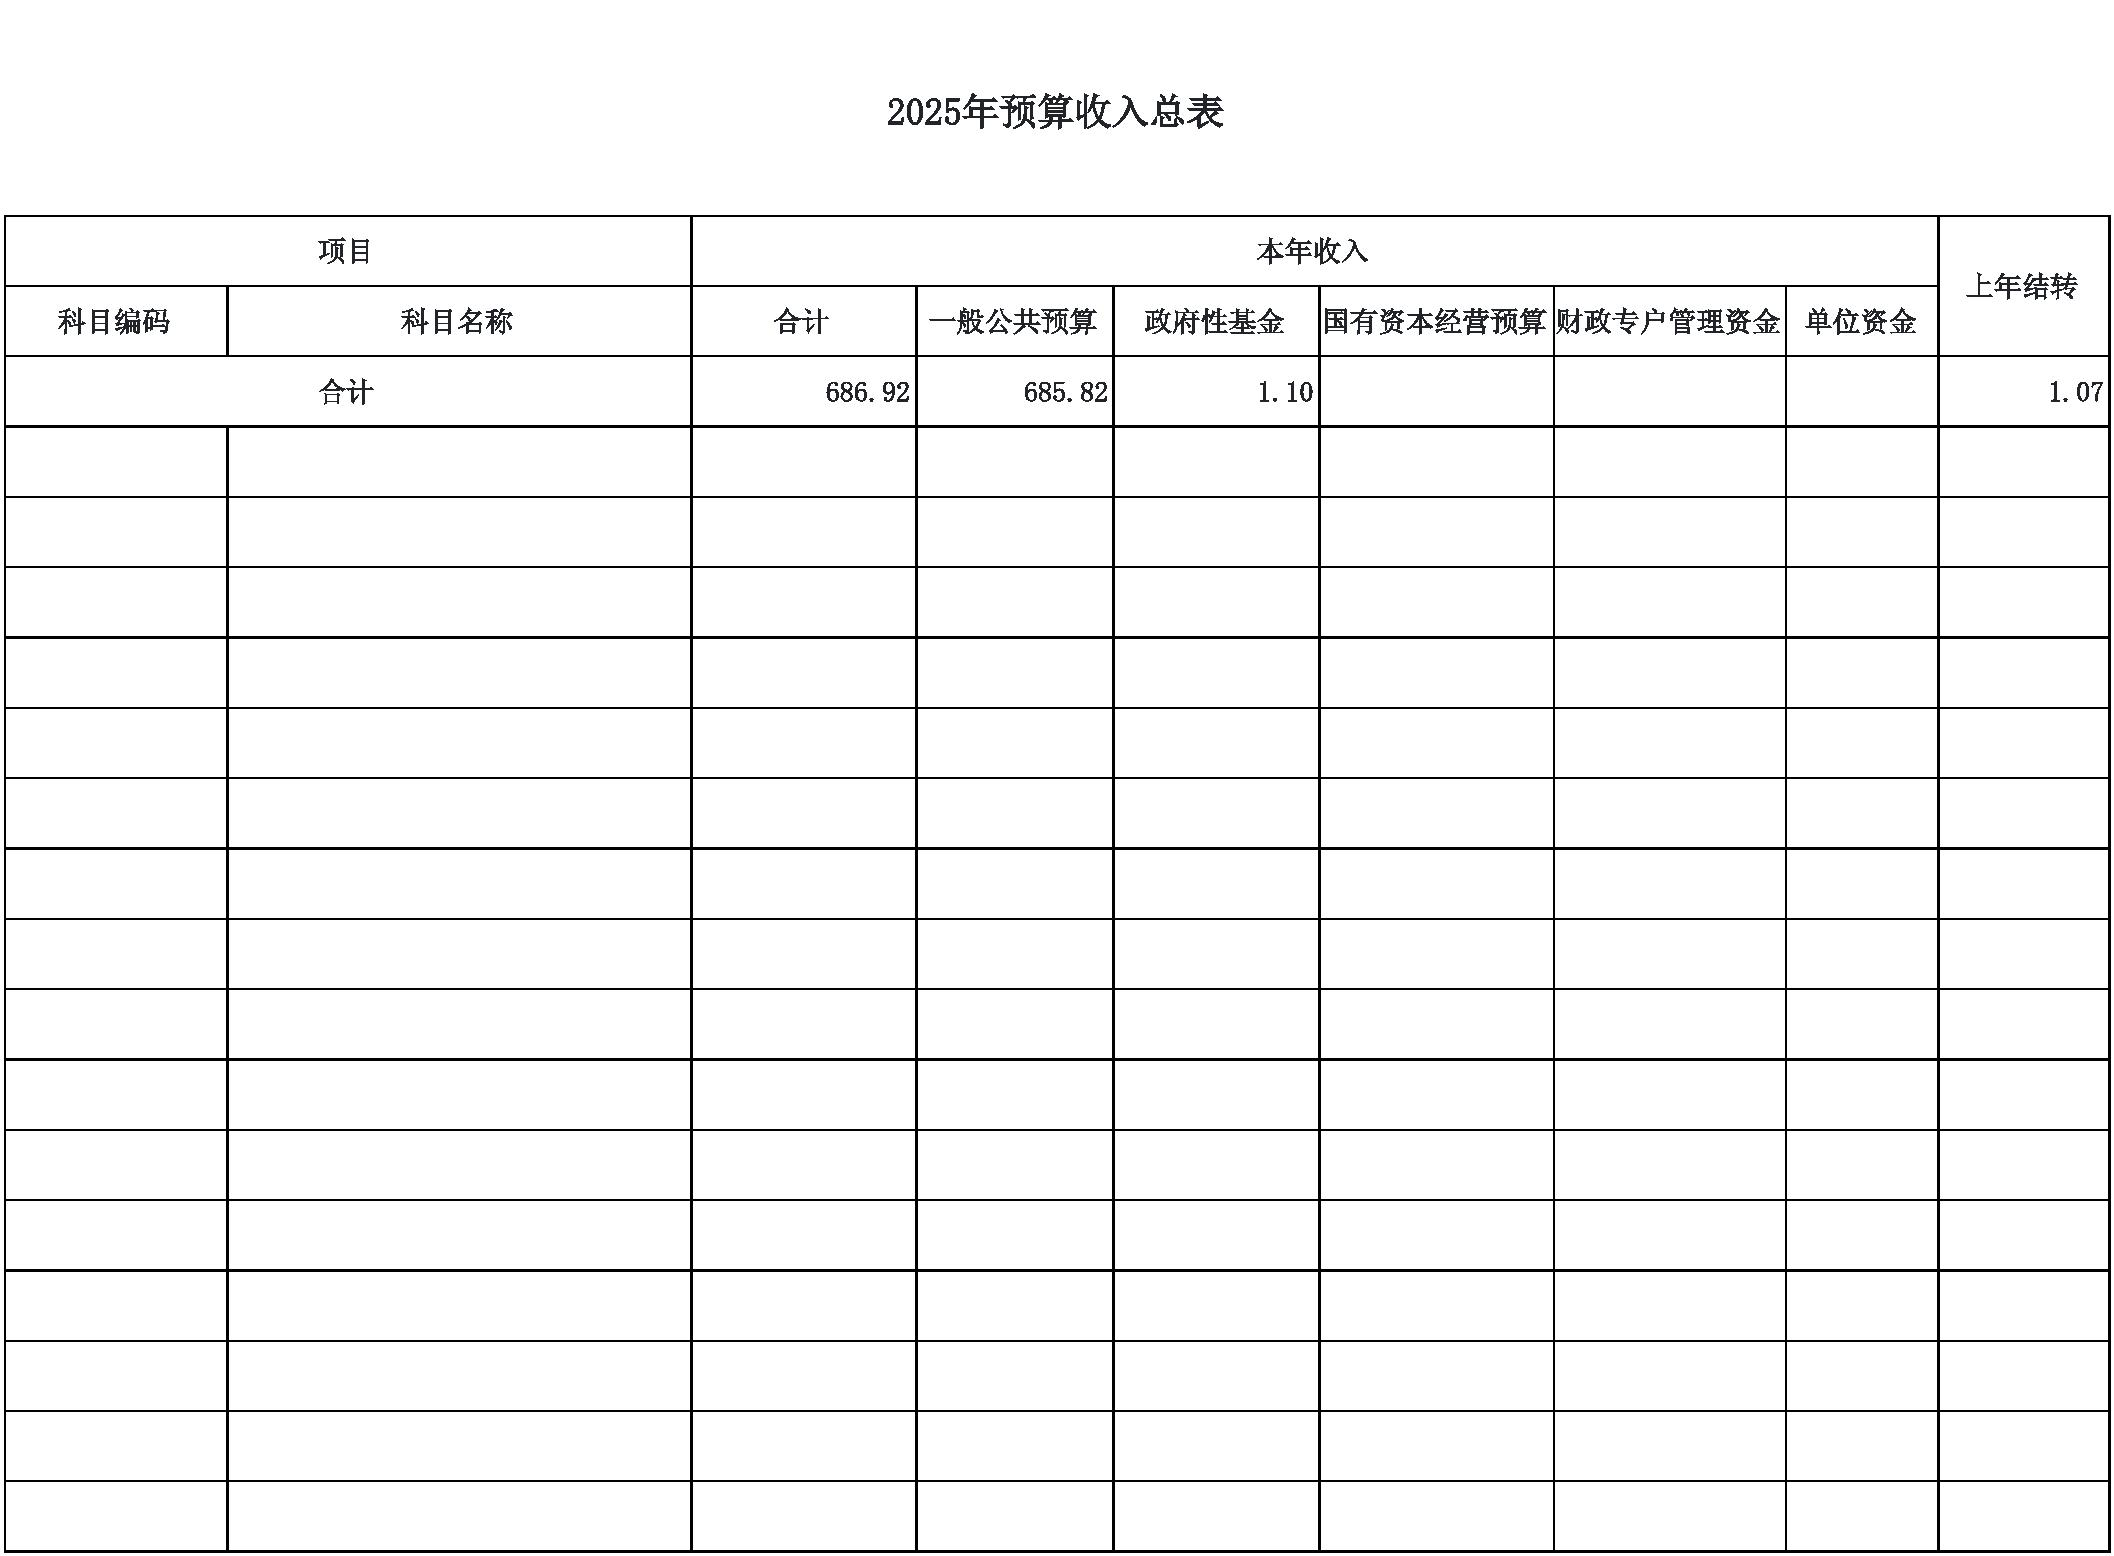 2025年预算收入总表
项目 本年收入 上年结转
科目编码 科目名称 合计 一般公共预算 政府性基金 国有资本经营预算 财政专户管理资金 单位资金
合计 686.92 685.82 1.10 1.07